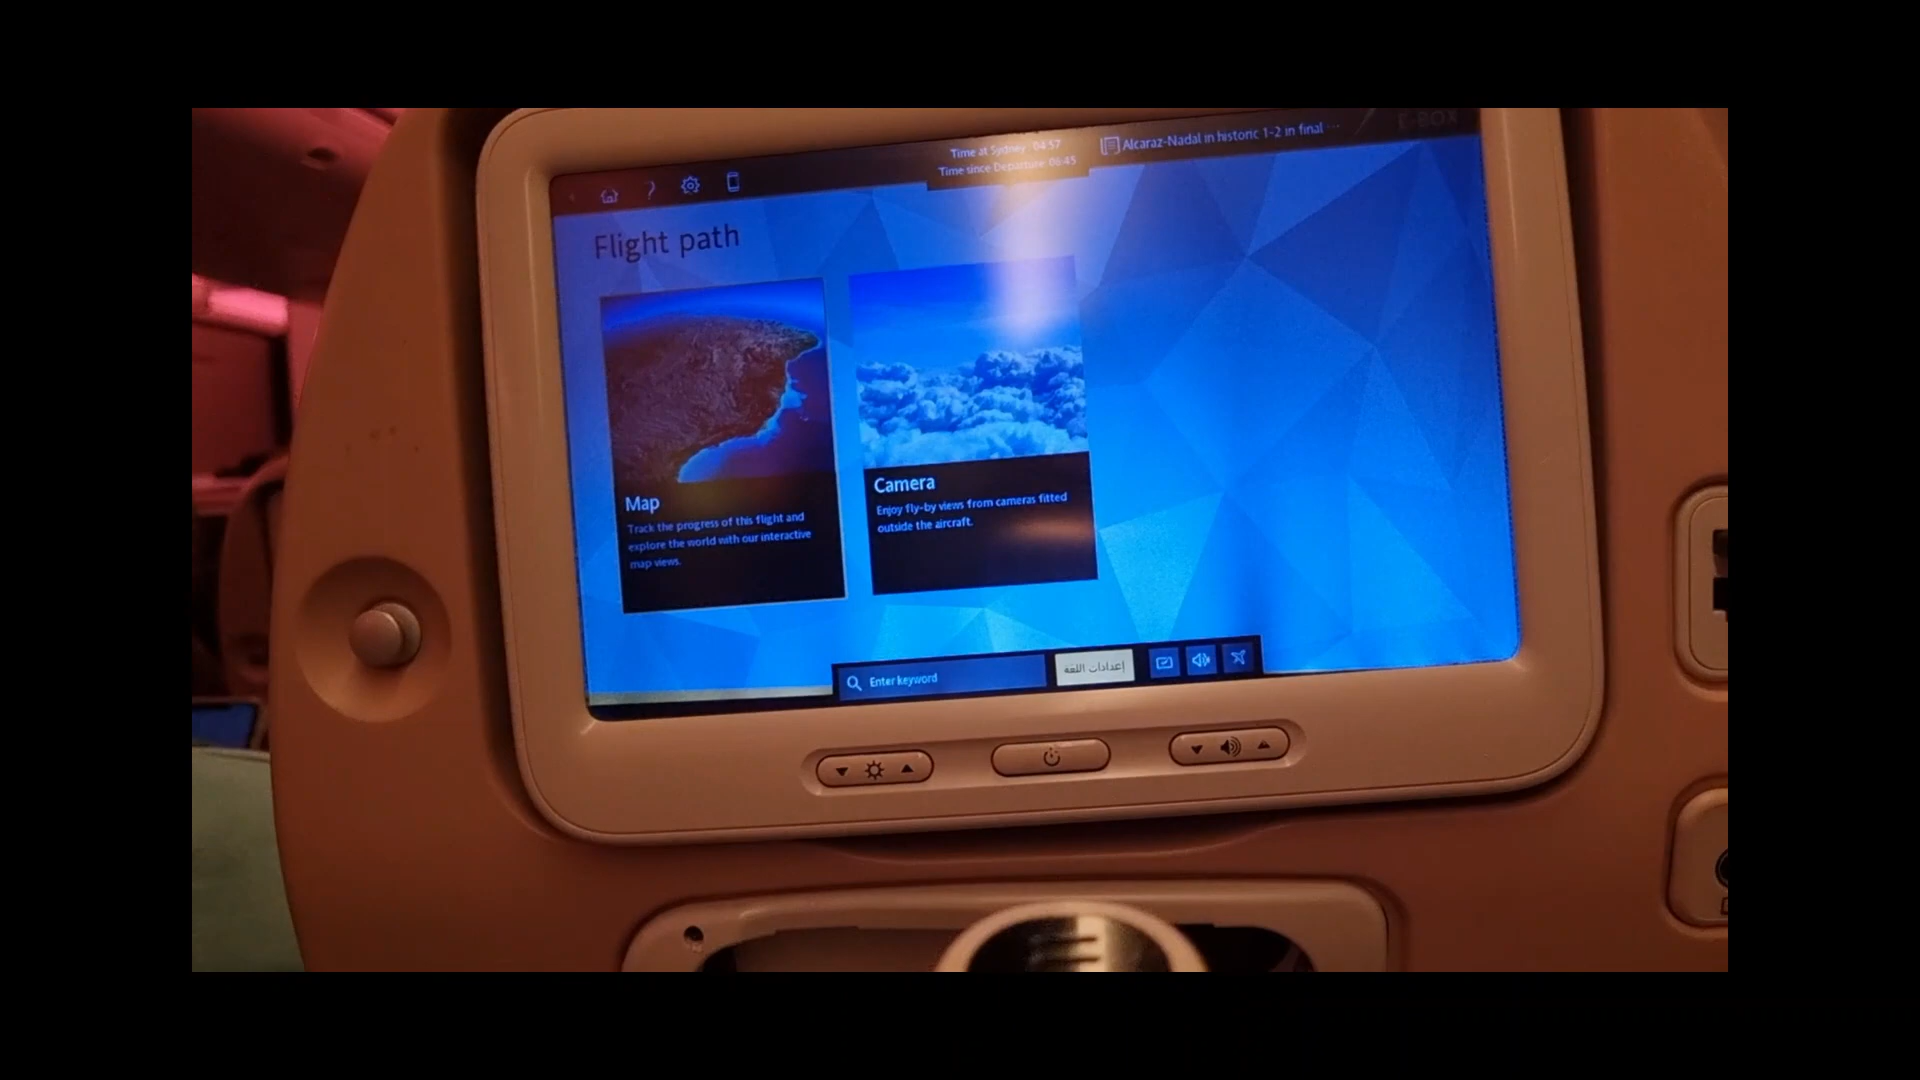 Time at Sydney 04:57
Time since Departure 06:45
Alcaraz-Nadal in historic 1-2 in final ...
E-BOX
Flight path
Map
Track the progress of this flight and
explore the world with our interactive
map views.
Camera
Enjoy fly-by views from cameras fitted
outside the aircraft.
Enter keyword
إعدادات اللغة